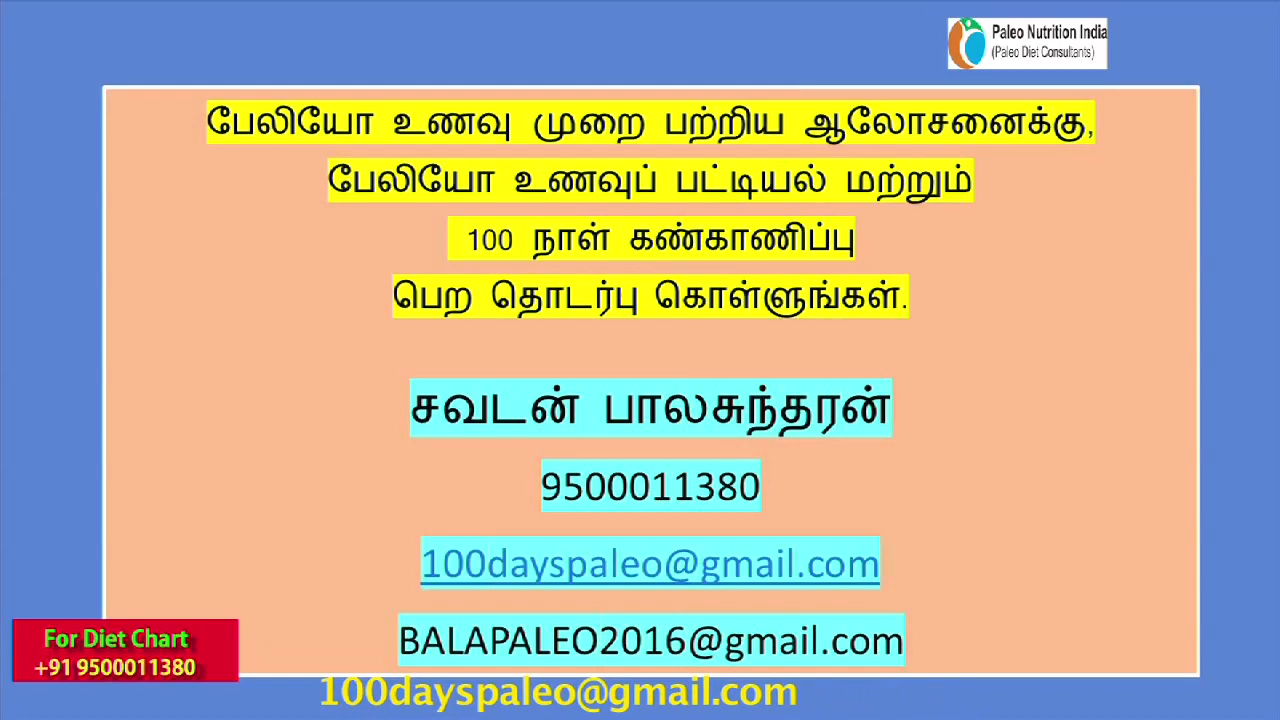 Paleo Nutrition India
(Paleo Diet Consultants)
பேலியோ உணவு முறை பற்றிய ஆலோசனைக்கு,
பேலியோ உணவுப் பட்டியல் மற்றும்
100 நாள் கண்காணிப்பு
பெற தொடர்பு கொள்ளுங்கள்.
சவடன் பாலசுந்தரன்
9500011380
100dayspaleo@gmail.com
BALAPALEO2016@gmail.com
For Diet Chart
+91 9500011380
100dayspaleo@gmail.com